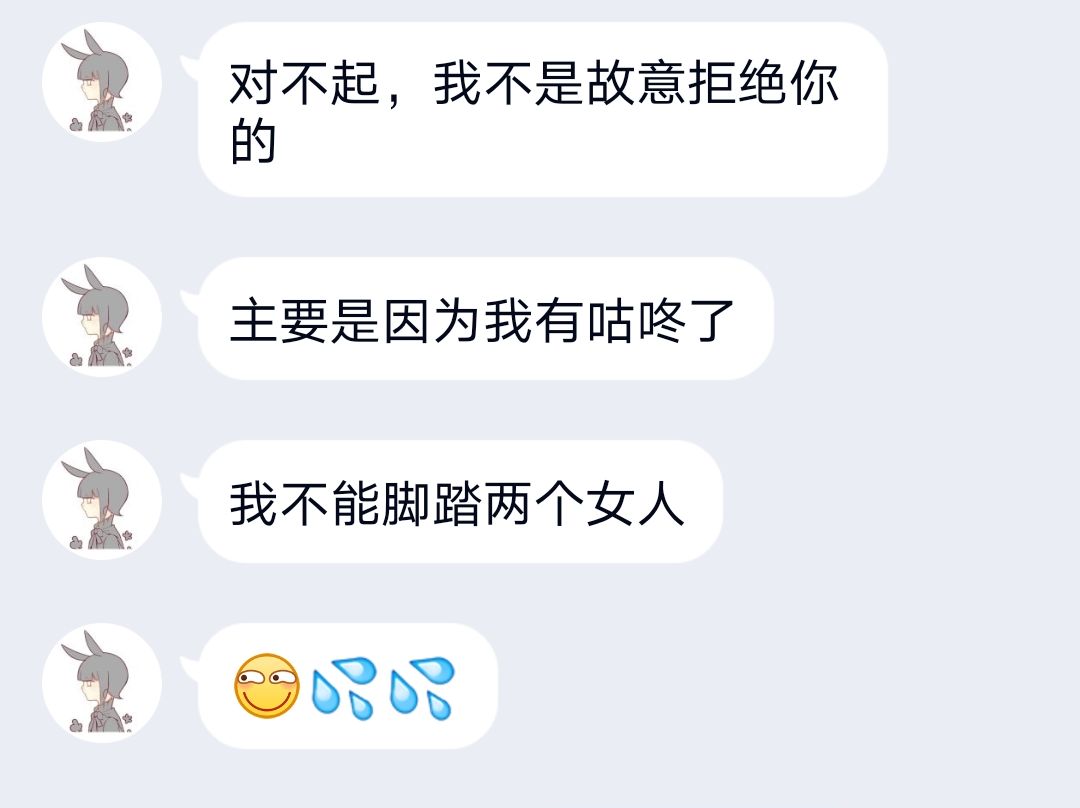 对不起，我不是故意拒绝你
的
主要是因为我有咕咚了
我不能脚踏两个女人